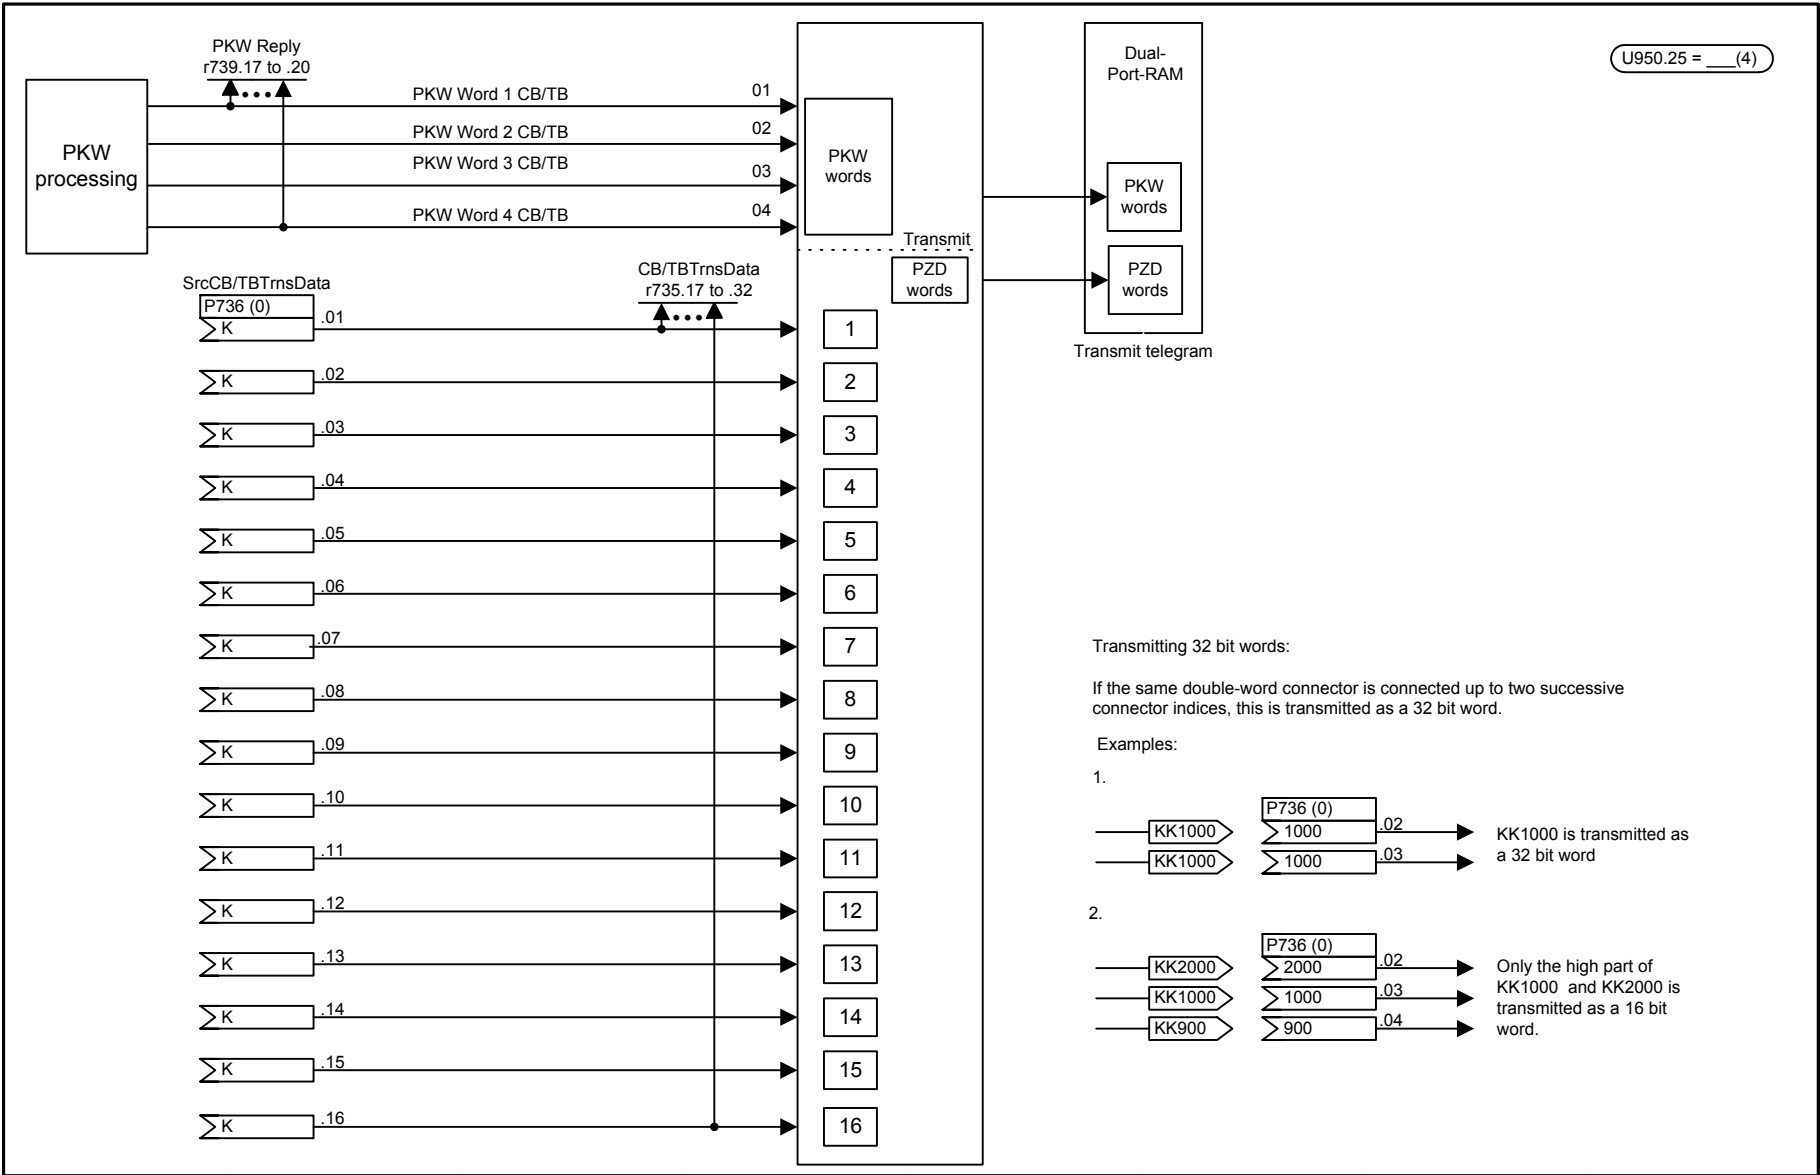 PKW Reply
r739.17 to .20
PKW
processing
PKW Word 1 CB/TB
01
PKW Word 2 CB/TB
02
PKW Word 3 CB/TB
03
PKW Word 4 CB/TB
04
PKW
words
Transmit
PZD
words
Dual-
Port-RAM
PKW
words
PZD
words
Transmit telegram
U950.25 = ___(4)
SrcCB/TBTrnsData
P736 (0)
CB/TBTrnsData
r735.17 to .32
K .01 1
K .02 2
K .03 3
K .04 4
K .05 5
K .06 6
K .07 7
K .08 8
K .09 9
K .10 10
K .11 11
K .12 12
K .13 13
K .14 14
K .15 15
K .16 16
Transmitting 32 bit words:
If the same double-word connector is connected up to two successive
connector indices, this is transmitted as a 32 bit word.
Examples:
1.
P736 (0)
KK1000 1000 .02
KK1000 1000 .03
KK1000 is transmitted as
a 32 bit word
2.
P736 (0)
KK2000 2000 .02
KK1000 1000 .03
KK900 900 .04
Only the high part of
KK1000 and KK2000 is
transmitted as a 16 bit
word.